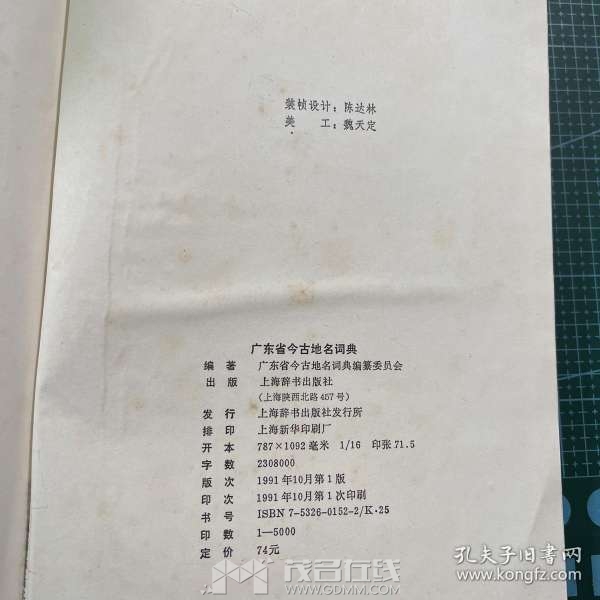 装帧设计：陈达林
美　　工：魏天定
广东省今古地名词典
编　著　广东省今古地名词典编纂委员会
出　版　上海辞书出版社
（上海陕西北路457号）
发　行　上海辞书出版社发行所
排　印　上海新华印刷厂
开　本　787×1092毫米　1/16　印张71.5
字　数　2308000
版　次　1991年10月第1版
印　次　1991年10月第1次印刷
书　号　ISBN 7-5326-0152-2/K·25
印　数　1—5000
定　价　74元
茂名在线
WWW.GDMM.COM
孔夫子旧书网
www.kongfz.com